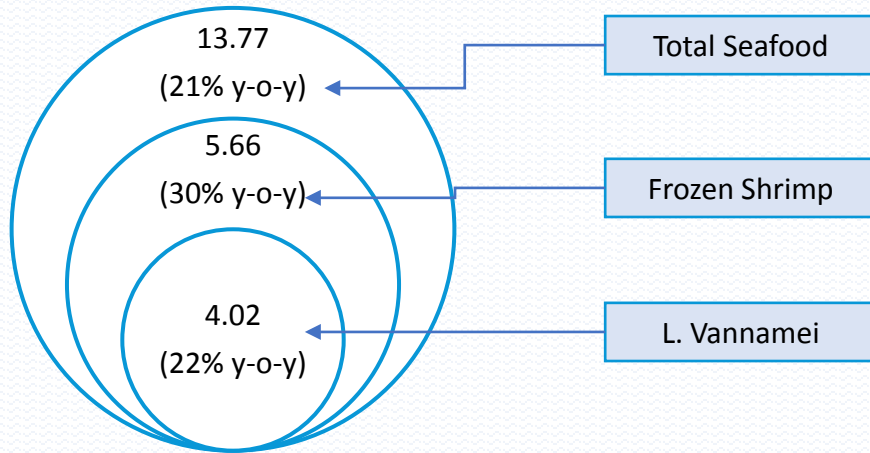 13.77
(21% y-o-y)
Total Seafood
5.66
(30% y-o-y)
Frozen Shrimp
4.02
(22% y-o-y)
L. Vannamei